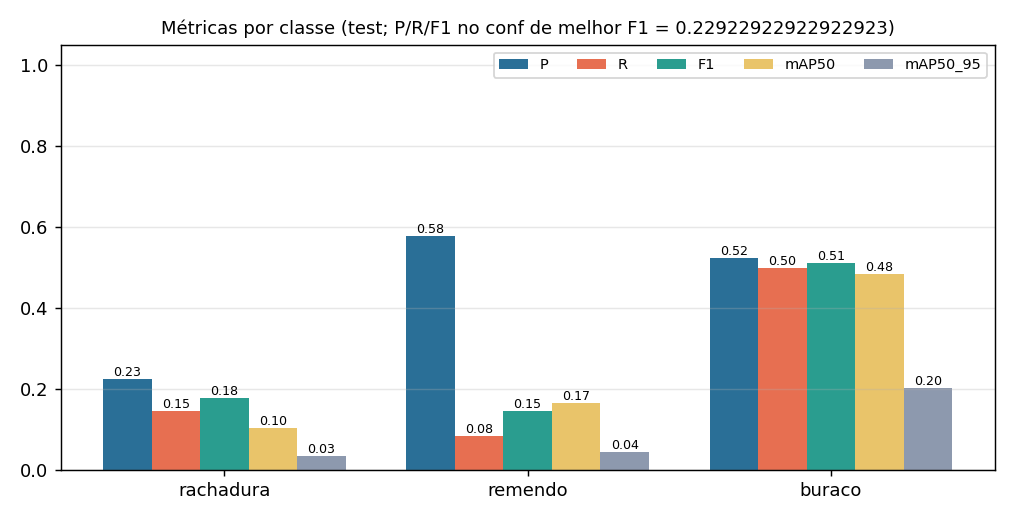 Métricas por classe (test; P/R/F1 no conf de melhor F1 = 0.22922922922922923)
P R F1 mAP50 mAP50_95
1.0
0.8
0.6
0.4
0.2
0.0
0.23 0.15 0.18 0.10 0.03
0.58 0.08 0.15 0.17 0.04
0.52 0.50 0.51 0.48 0.20
rachadura remendo buraco